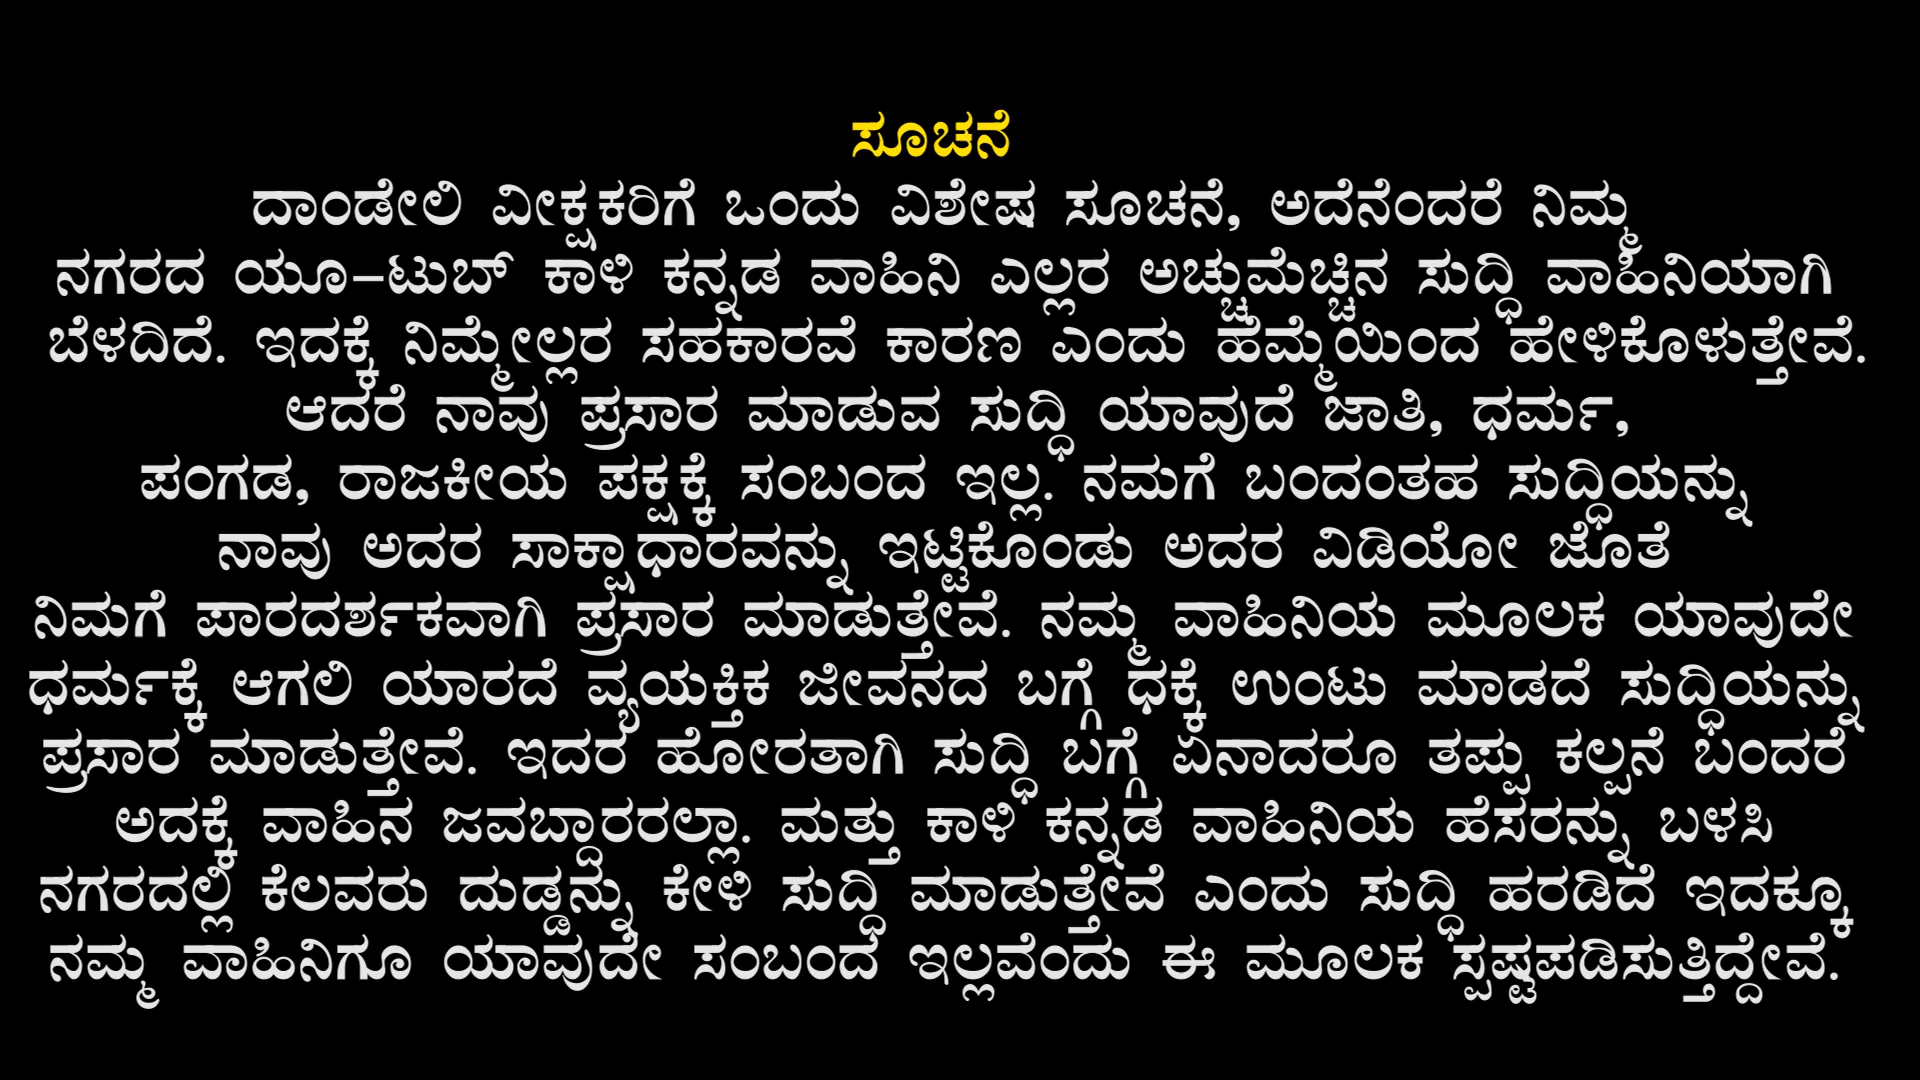 ಸೂಚನೆ
ದಾಂಡೇಲಿ ವೀಕ್ಷಕರಿಗೆ ಒಂದು ವಿಶೇಷ ಸೂಚನೆ, ಅದೆನೆಂದರೆ ನಿಮ್ಮ
ನಗರದ ಯೂ-ಟುಬ್ ಕಾಳಿ ಕನ್ನಡ ವಾಹಿನಿ ಎಲ್ಲರ ಅಚ್ಚುಮೆಚ್ಚಿನ ಸುದ್ಧಿ ವಾಹಿನಿಯಾಗಿ
ಬೆಳದಿದೆ. ಇದಕ್ಕೆ ನಿಮ್ಮೇಲ್ಲರ ಸಹಕಾರವೆ ಕಾರಣ ಎಂದು ಹೆಮ್ಮೆಯಿಂದ ಹೇಳಿಕೊಳುತ್ತೇವೆ.
ಆದರೆ ನಾವು ಪ್ರಸಾರ ಮಾಡುವ ಸುದ್ಧಿ ಯಾವುದೆ ಜಾತಿ, ಧರ್ಮ,
ಪಂಗಡ, ರಾಜಕೀಯ ಪಕ್ಷಕ್ಕೆ ಸಂಬಂದ ಇಲ್ಲ. ನಮಗೆ ಬಂದಂತಹ ಸುದ್ಧಿಯನ್ನು
ನಾವು ಅದರ ಸಾಕ್ಷಾಧಾರವನ್ನು ಇಟ್ಟಿಕೊಂಡು ಅದರ ವಿಡಿಯೋ ಜೊತೆ
ನಿಮಗೆ ಪಾರದರ್ಶಕವಾಗಿ ಪ್ರಸಾರ ಮಾಡುತ್ತೇವೆ. ನಮ್ಮ ವಾಹಿನಿಯ ಮೂಲಕ ಯಾವುದೇ
ಧರ್ಮಕ್ಕೆ ಆಗಲಿ ಯಾರದೆ ವ್ಯಯಕ್ತಿಕ ಜೀವನದ ಬಗ್ಗೆ ಧಕ್ಕೆ ಉಂಟು ಮಾಡದೆ ಸುದ್ಧಿಯನ್ನು
ಪ್ರಸಾರ ಮಾಡುತ್ತೇವೆ. ಇದರ ಹೋರತಾಗಿ ಸುದ್ಧಿ ಬಗ್ಗೆ ಏನಾದರೂ ತಪ್ಪು ಕಲ್ಪನೆ ಬಂದರೆ
ಅದಕ್ಕೆ ವಾಹಿನ ಜವಬ್ದಾರರಲ್ಲಾ. ಮತ್ತು ಕಾಳಿ ಕನ್ನಡ ವಾಹಿನಿಯ ಹೆಸರನ್ನು ಬಳಸಿ
ನಗರದಲ್ಲಿ ಕೆಲವರು ದುಡ್ಡನ್ನು ಕೇಳಿ ಸುದ್ಧಿ ಮಾಡುತ್ತೇವೆ ಎಂದು ಸುದ್ಧಿ ಹರಡಿದೆ ಇದಕ್ಕೂ
ನಮ್ಮ ವಾಹಿನಿಗೂ ಯಾವುದೇ ಸಂಬಂದ ಇಲ್ಲವೆಂದು ಈ ಮೂಲಕ ಸ್ಪಷ್ಟಪಡಿಸುತ್ತಿದ್ದೇವೆ.